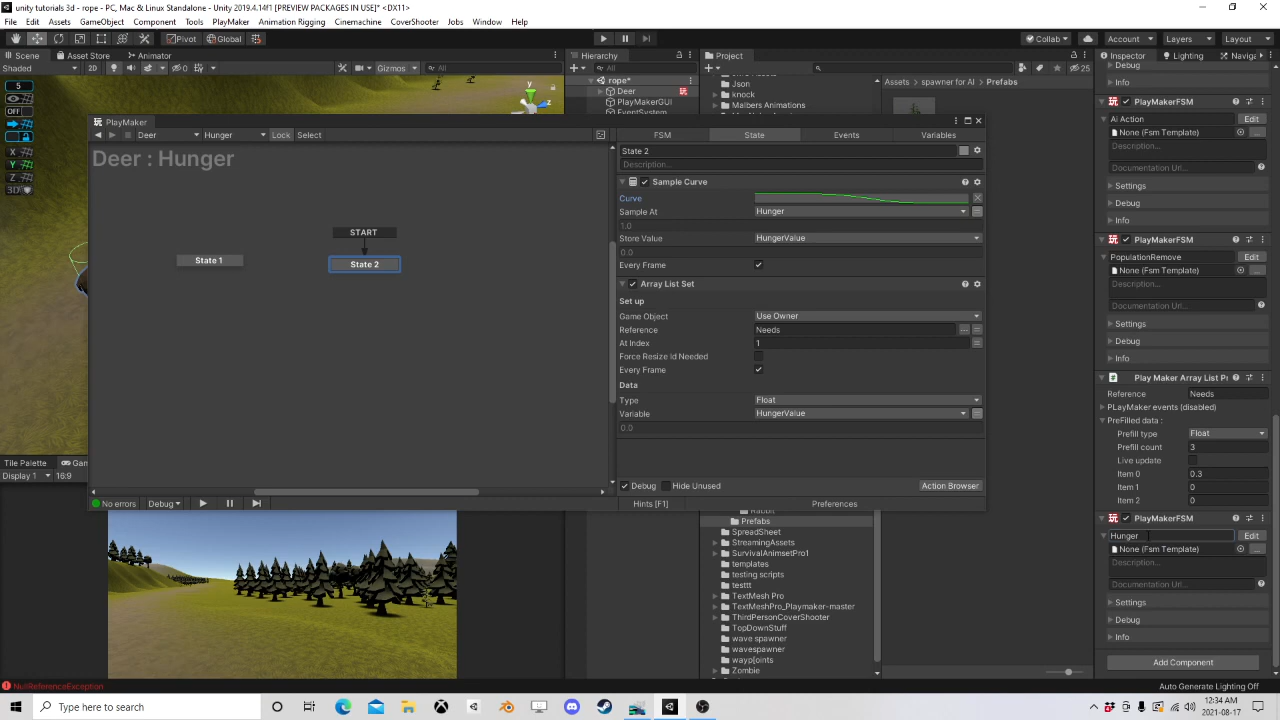 unity tutorials 3d - rope - PC, Mac & Linux Standalone - Unity 2019.4.14f1 [PREVIEW PACKAGES IN USE]* <DX11>
File Edit Assets GameObject Component Tools PlayMaker Animation Rigging Cinemachine CoverShooter Jobs Window Help
Pivot Global Collab Account Layers Layout
Scene Asset Store Animator Hierarchy Project Inspector Lighting Naviga
Shaded 2D 0 Gizmos All All 25
rope*
Deer
PlayMakerGUI
EventSystem
Assets > spawner for AI > Prefabs
Json
knock
Malbers Animations
5
OFF
X
Y
Z
3D
z
PlayMaker
Deer Hunger Lock Select
Deer : Hunger
START
State 1
State 2
FSM State Events Variables
State 2
Description...
Sample Curve
Curve
Sample At Hunger
1.0
Store Value HungerValue
0.0
Every Frame
Array List Set
Set up
Game Object Use Owner
Reference Needs
At Index 1
Force Resize Id Needed
Every Frame
Data
Type Float
Variable HungerValue
0.0
Debug Hide Unused Action Browser
No errors Debug Hints [F1] Preferences
Tile Palette Gan
Display 1 16:9
Prefabs
SpreadSheet
StreamingAssets
SurvivalAnimsetPro1
templates
testing scripts
testtt
TextMesh Pro
TextMeshPro_Playmaker-master
ThirdPersonCoverShooter
TopDownStuff
wave spawner
wavespawner
wayp[oints
Zombie
Debug
Info
PlayMakerFSM
Ai Action Edit
None (Fsm Template)
Description...
Documentation Url...
Settings
Debug
Info
PlayMakerFSM
PopulationRemove Edit
None (Fsm Template)
Description...
Documentation Url...
Settings
Debug
Info
Play Maker Array List Pr
Reference Needs
PLayMaker events (disabled)
PreFilled data :
Prefill type Float
Prefill count 3
Live update
Item 0 0.3
Item 1 0
Item 2 0
PlayMakerFSM
Hunger Edit
None (Fsm Template)
Description...
Documentation Url...
Settings
Debug
Info
Add Component
NullReferenceException
Auto Generate Lighting Off
Type here to search
12:34 AM
2021-08-17